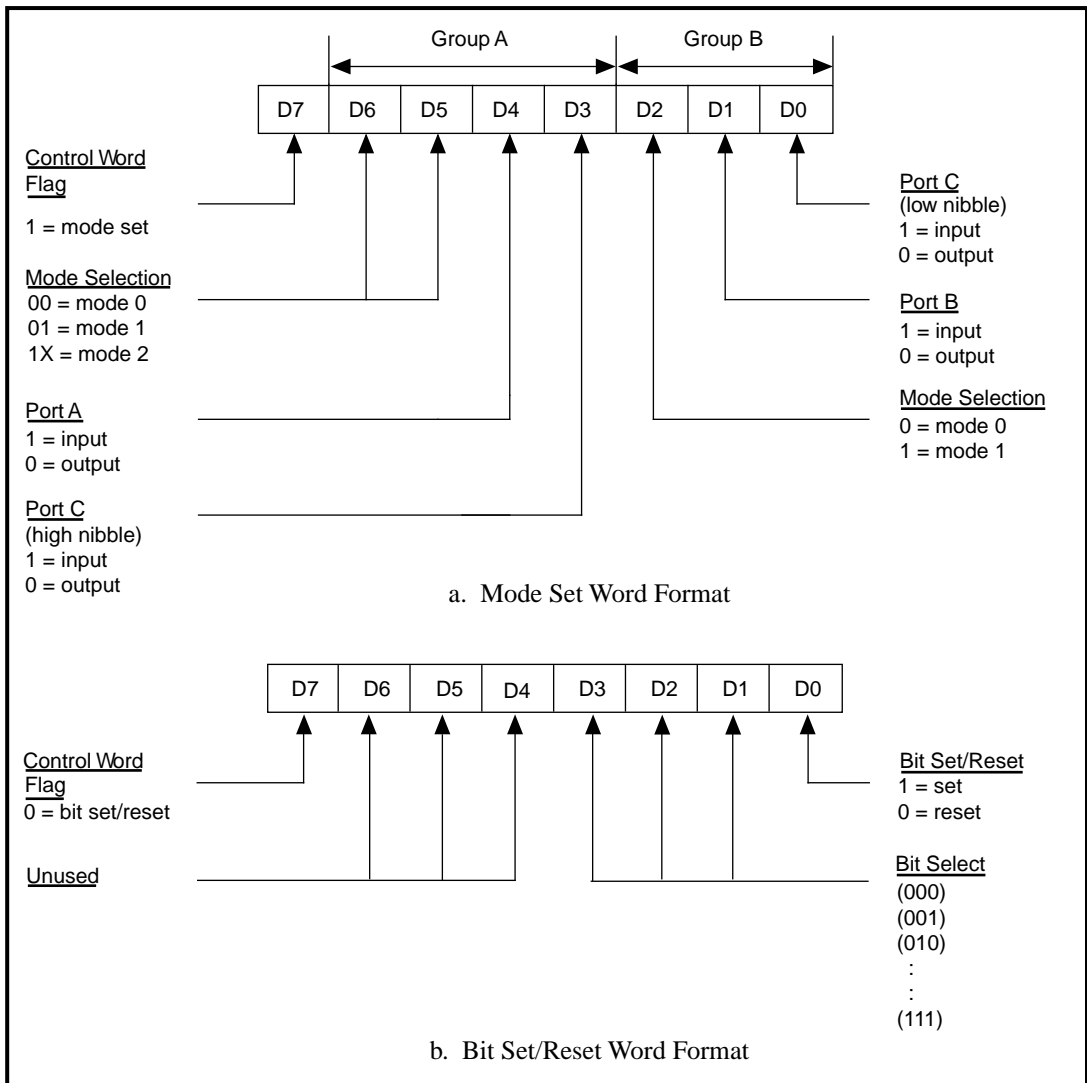 Group A
Group B
D7 D6 D5 D4 D3 D2 D1 D0
Control Word
Flag
1 = mode set
Mode Selection
00 = mode 0
01 = mode 1
1X = mode 2
Port A
1 = input
0 = output
Port C
(high nibble)
1 = input
0 = output
Port C
(low nibble)
1 = input
0 = output
Port B
1 = input
0 = output
Mode Selection
0 = mode 0
1 = mode 1
a. Mode Set Word Format
D7 D6 D5 D4 D3 D2 D1 D0
Control Word
Flag
0 = bit set/reset
Unused
Bit Set/Reset
1 = set
0 = reset
Bit Select
(000)
(001)
(010)
:
:
(111)
b. Bit Set/Reset Word Format